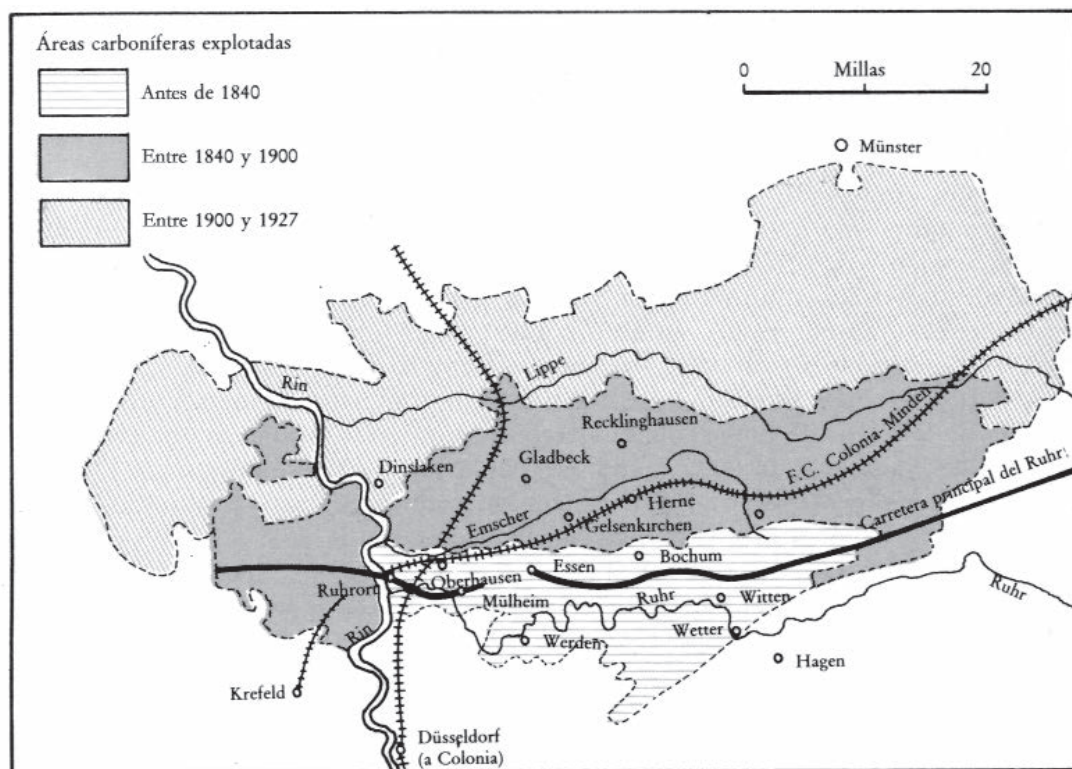 Áreas carboníferas explotadas
Antes de 1840
Entre 1840 y 1900
Entre 1900 y 1927
0 Millas 20
Münster
Rin
Lippe
Recklinghausen
Dinslaken
Gladbeck
F.C. Colonia-Minden
Emscher
Herne
Gelsenkirchen
Carretera principal del Ruhr.
Essen
Bochum
Ruhrort
Oberhausen
Mülheim
Ruhr
Witten
Ruhr
Rin
Werden
Wetter
Hagen
Krefeld
Düsseldorf
(a Colonia)